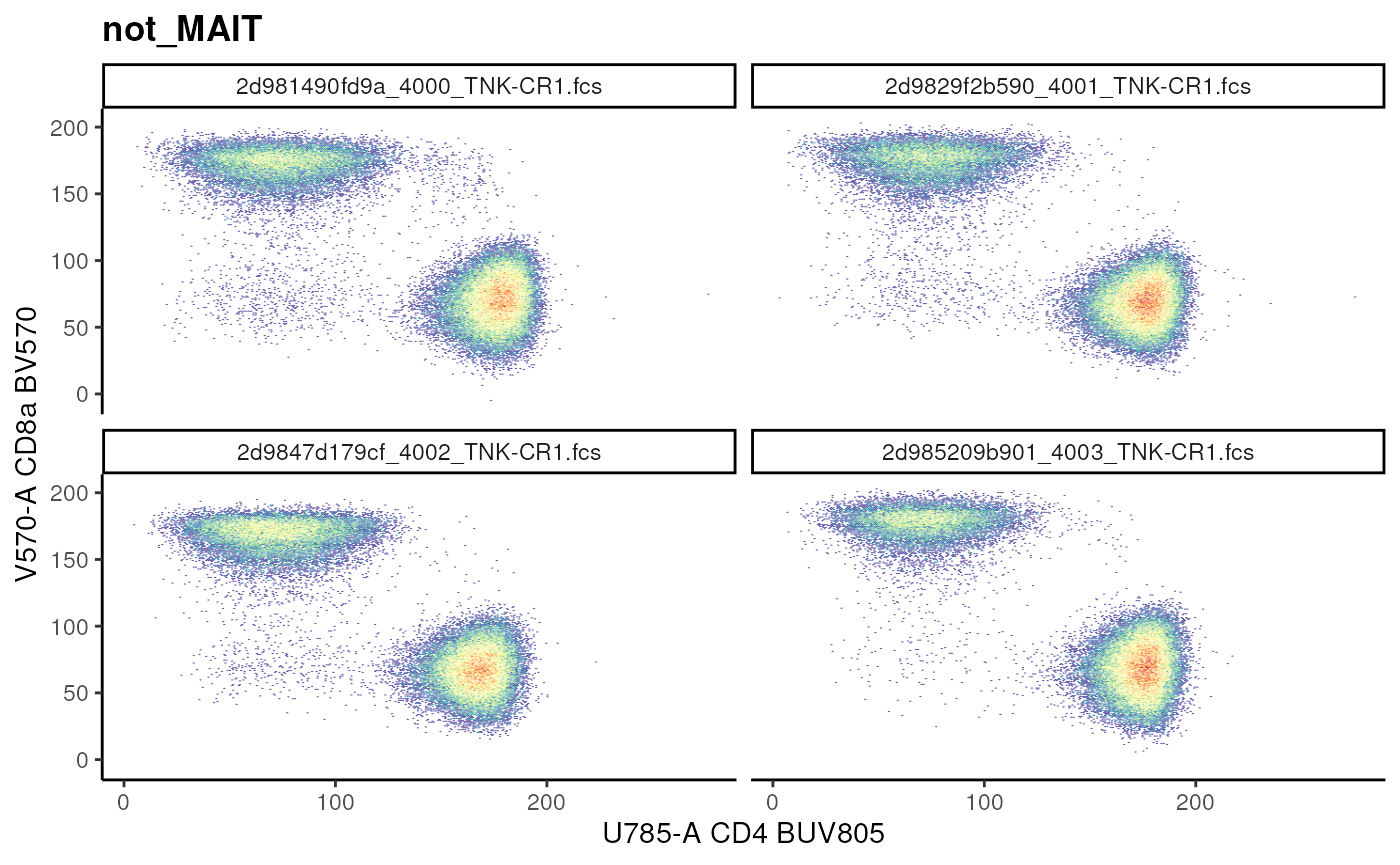 not_MAIT
2d981490fd9a_4000_TNK-CR1.fcs
2d9829f2b590_4001_TNK-CR1.fcs
200
150
100
50
0
2d9847d179cf_4002_TNK-CR1.fcs
2d985209b901_4003_TNK-CR1.fcs
200
150
100
50
0
V570-A CD8a BV570
0 100 200
0 100 200
U785-A CD4 BUV805